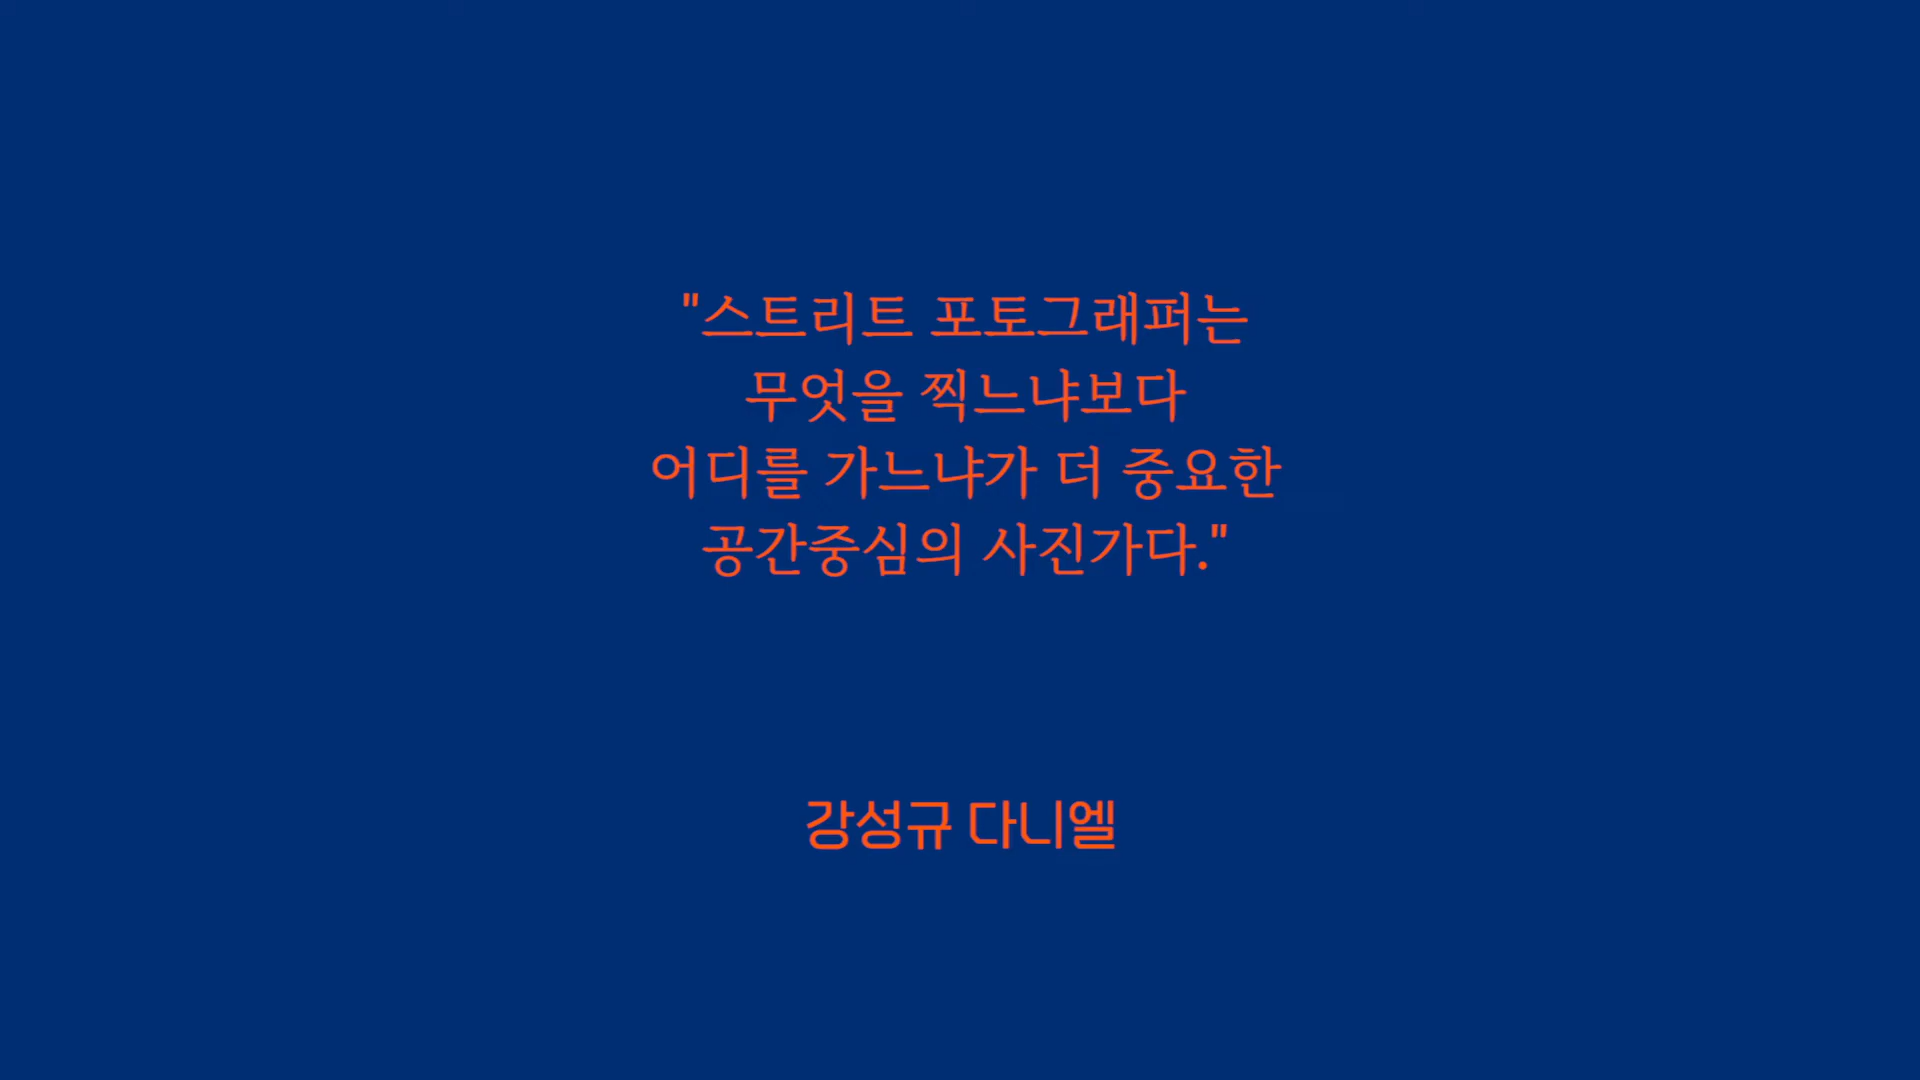 "스트리트 포토그래퍼는
무엇을 찍느냐보다
어디를 가느냐가 더 중요한
공간중심의 사진가다."
강성규 다니엘